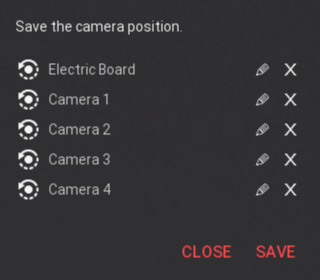 Save the camera position.
Electric Board
Camera 1
Camera 2
Camera 3
Camera 4
CLOSE SAVE